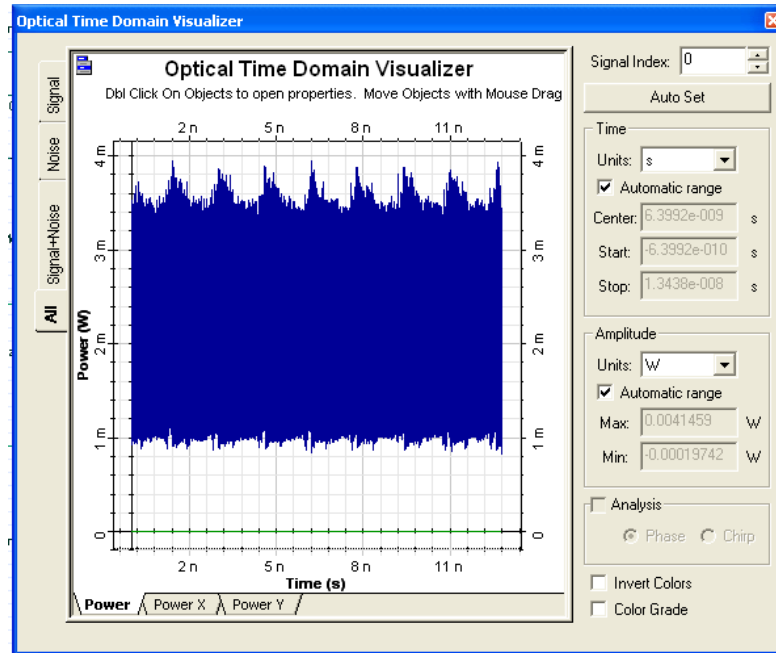 Optical Time Domain Visualizer
Signal
Noise
Signal+Noise
All
Optical Time Domain Visualizer
Dbl Click On Objects to open properties. Move Objects with Mouse Drag
2 n 5 n 8 n 11 n
4 m
3 m
2 m
1 m
0
Power (W)
4 m
3 m
2 m
1 m
0
2 n 5 n 8 n 11 n
Time (s)
Power Power X Power Y
Signal Index: 0
Auto Set
Time
Units: s
Automatic range
Center: 6.3992e-009 s
Start: -6.3992e-010 s
Stop: 1.3438e-008 s
Amplitude
Units: W
Automatic range
Max: 0.0041459 W
Min: -0.00019742 W
Analysis
Phase Chirp
Invert Colors
Color Grade